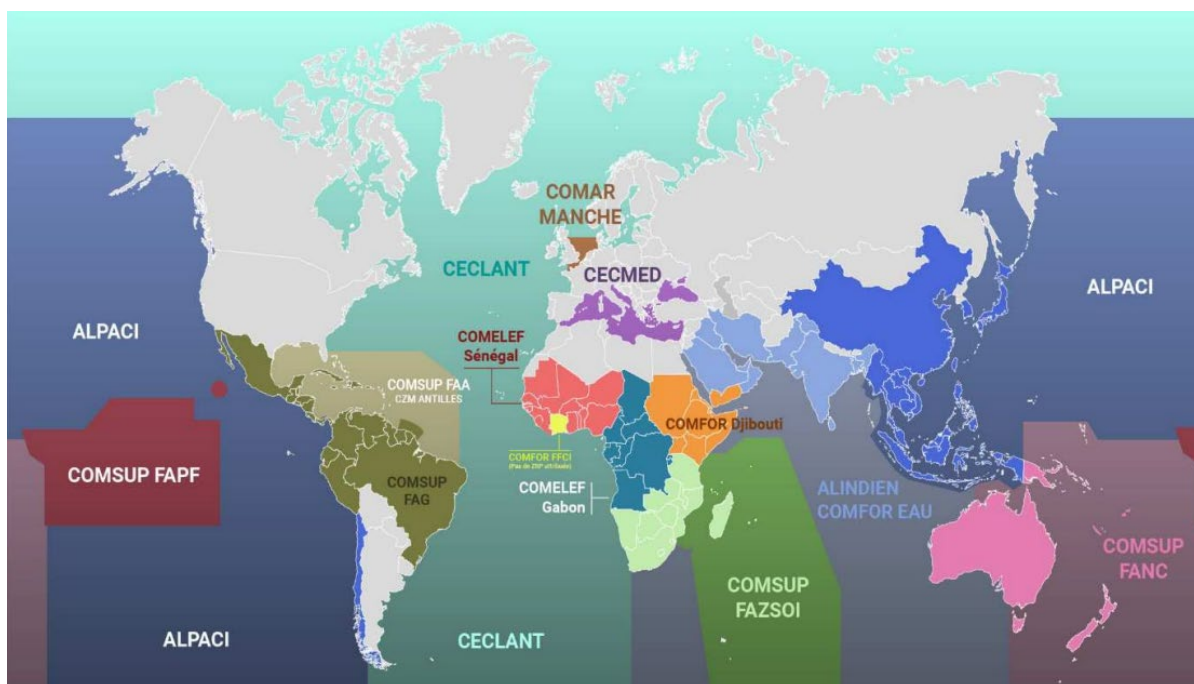 COMAR
MANCHE
CECLANT
CECMED
ALPACI
ALPACI
COMELEF
Sénégal
COMSUP FAA
CZM ANTILLES
COMFOR Djibouti
COMFOR FFCI
COMSUP FAPF
COMSUP
FAG
COMELEF
Gabon
ALINDIEN
COMFOR EAU
COMSUP
FANC
COMSUP
FAZSOI
ALPACI
CECLANT